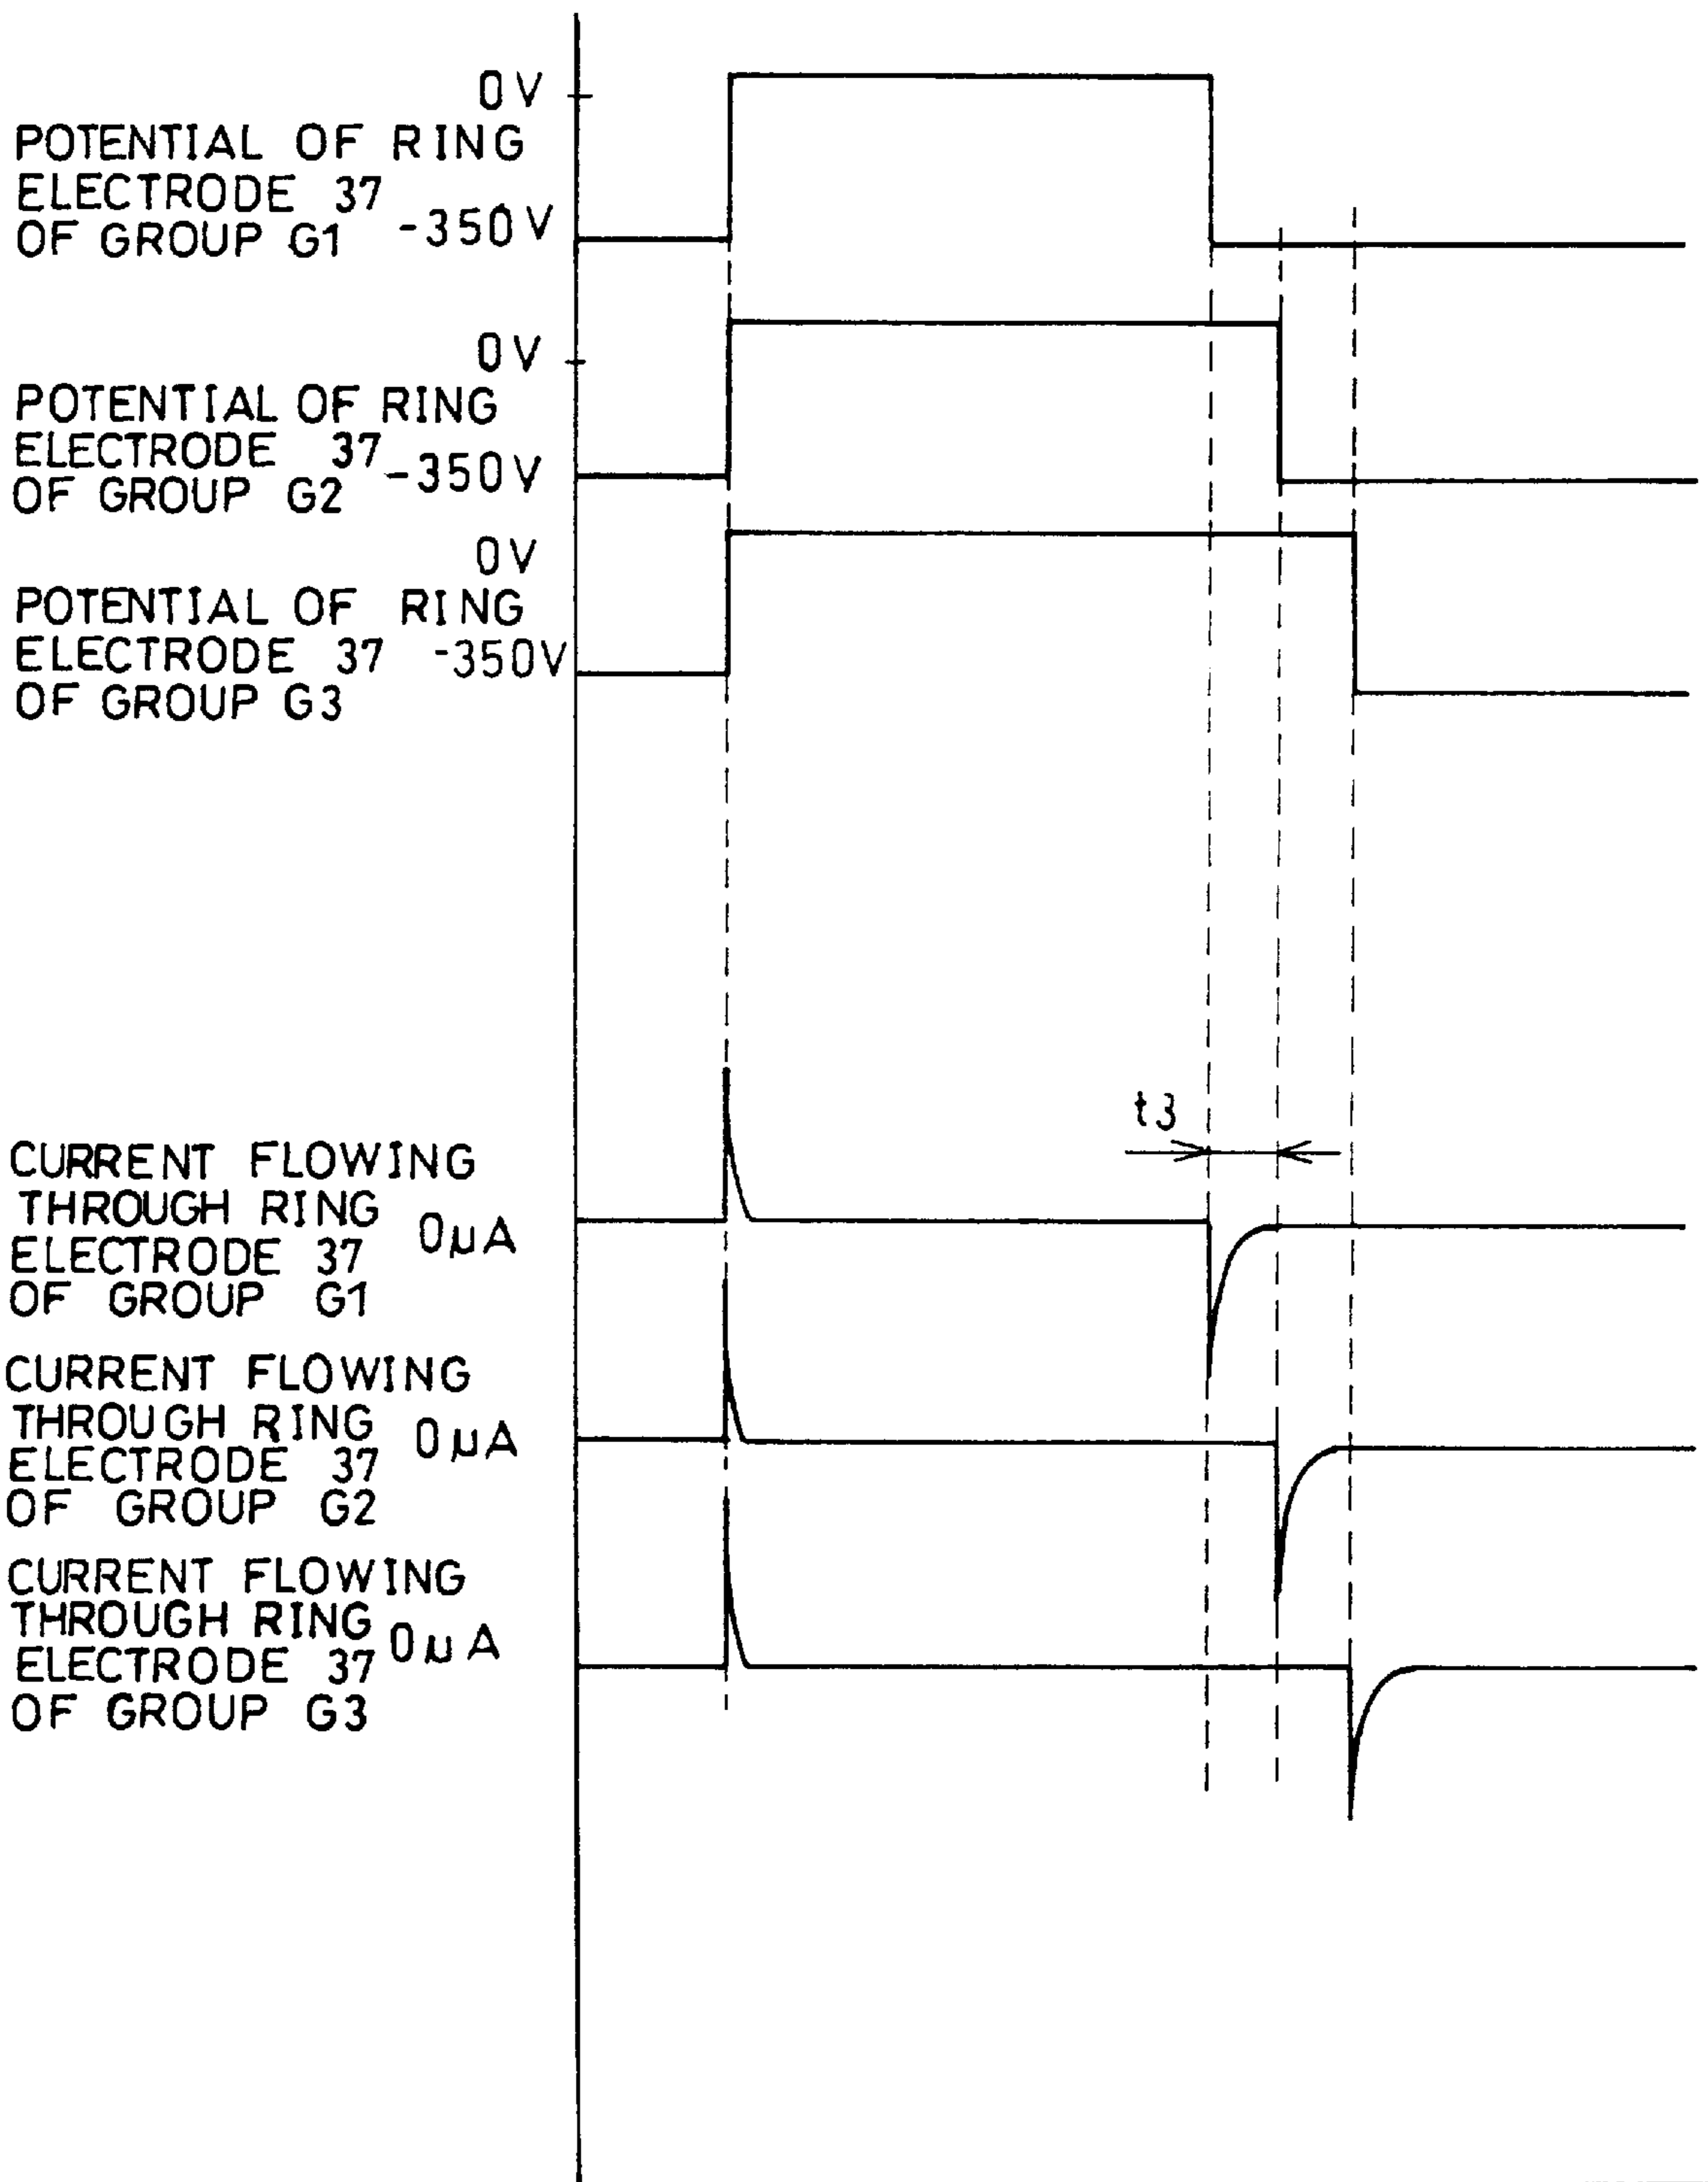 0V
POTENTIAL OF RING
ELECTRODE 37
OF GROUP G1 -350V
0V
POTENTIAL OF RING
ELECTRODE 37
OF GROUP G2 -350V
0V
POTENTIAL OF RING
ELECTRODE 37 -350V
OF GROUP G3
t3
CURRENT FLOWING
THROUGH RING
ELECTRODE 37 0μA
OF GROUP G1
CURRENT FLOWING
THROUGH RING 0μA
ELECTRODE 37
OF GROUP G2
CURRENT FLOWING
THROUGH RING 0μA
ELECTRODE 37
OF GROUP G3